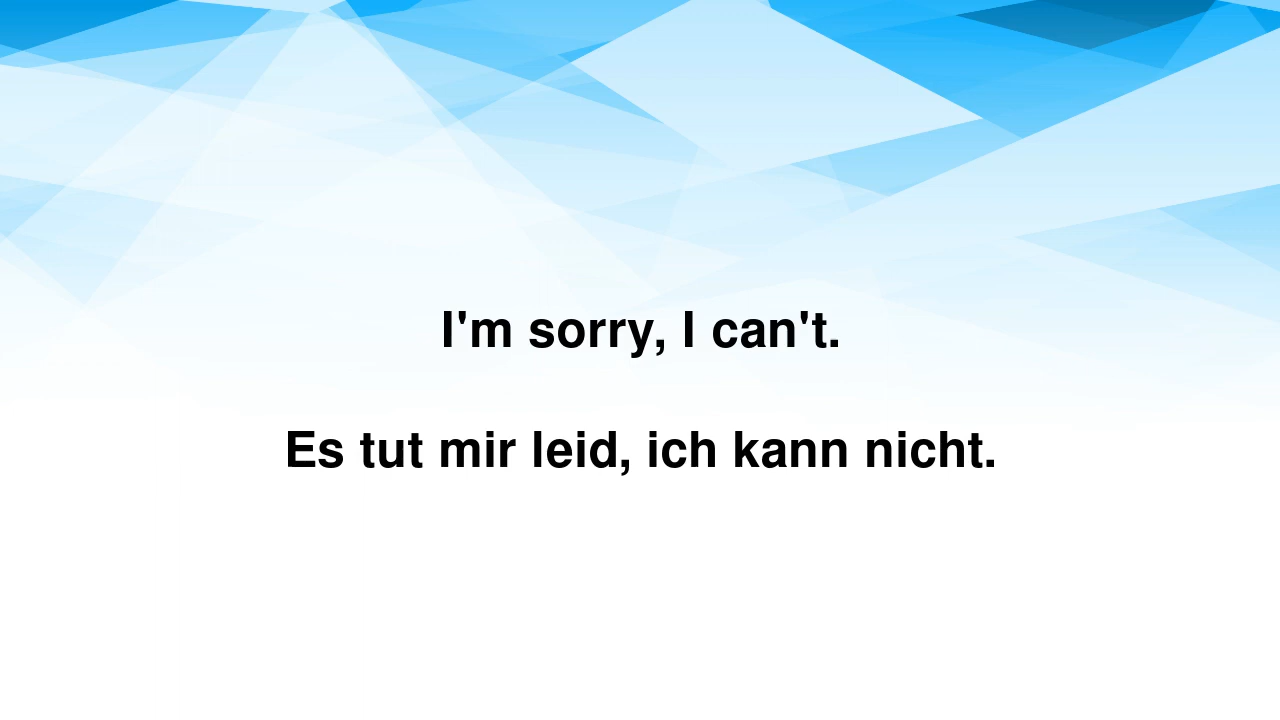 I'm sorry, I can't.
Es tut mir leid, ich kann nicht.